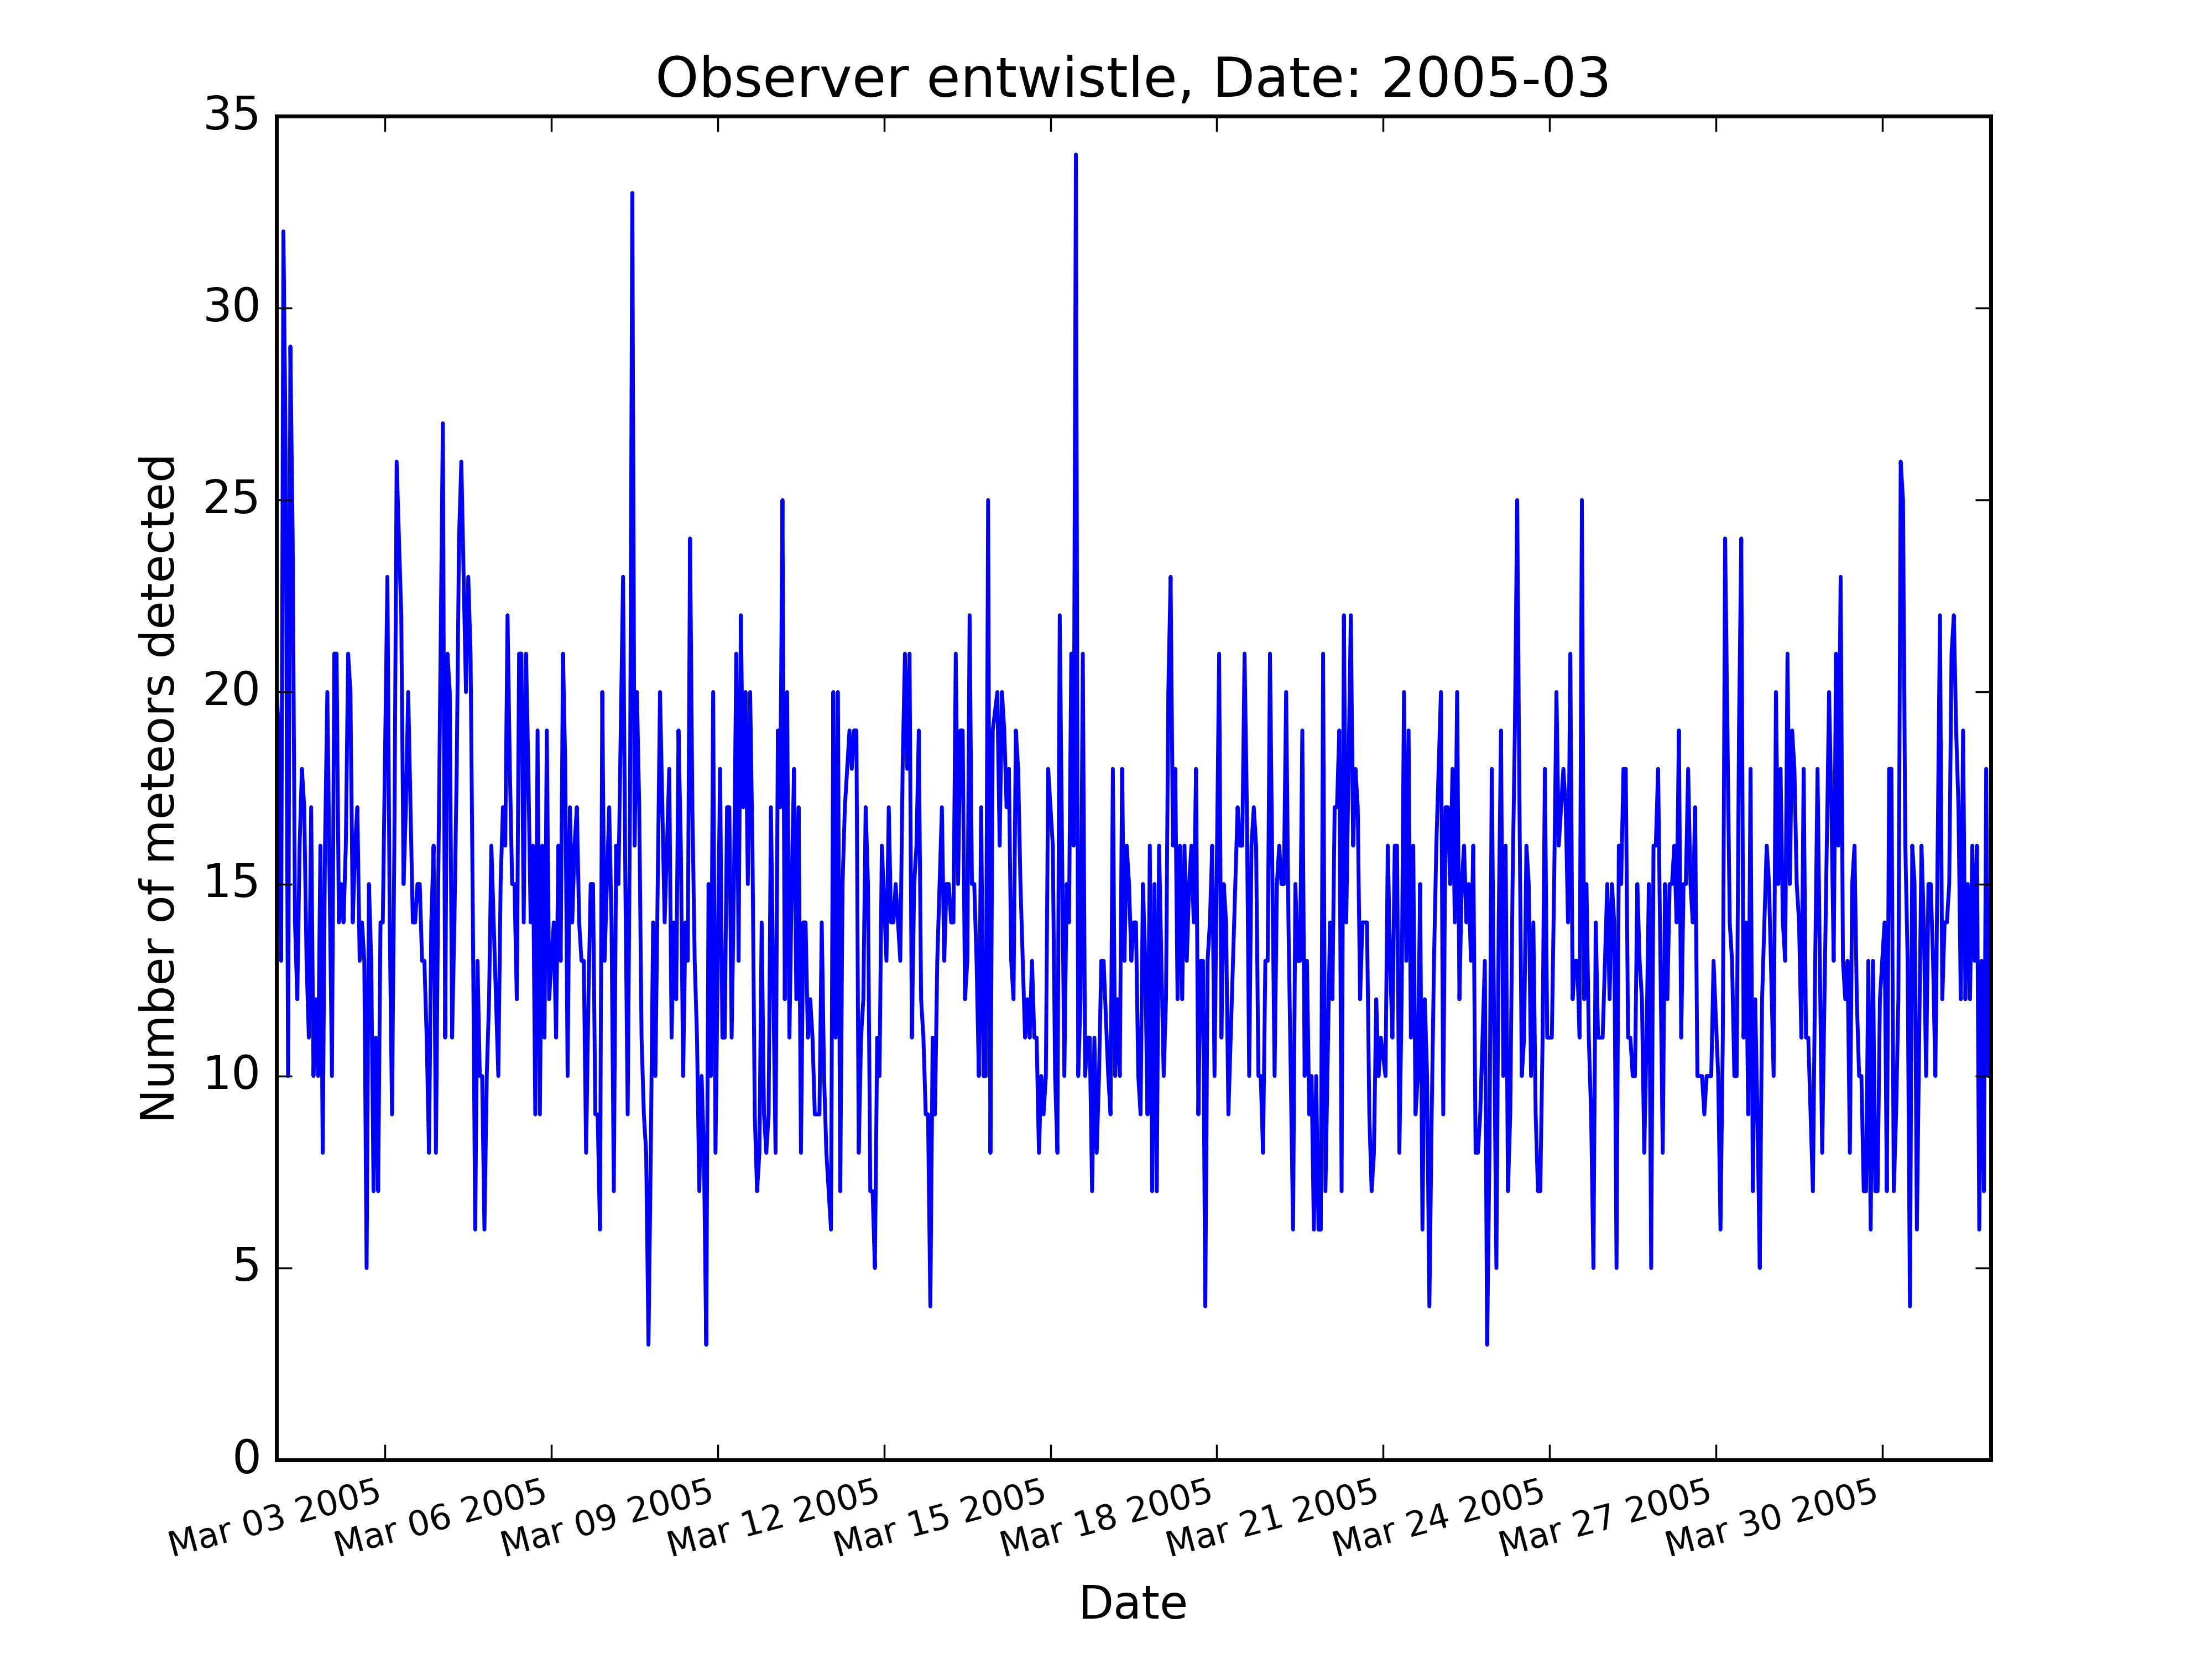 Observer entwistle, Date: 2005-03
35
30
25
20
15
10
5
0
Number of meteors detected
Mar 03 2005
Mar 06 2005
Mar 09 2005
Mar 12 2005
Mar 15 2005
Mar 18 2005
Mar 21 2005
Mar 24 2005
Mar 27 2005
Mar 30 2005
Date